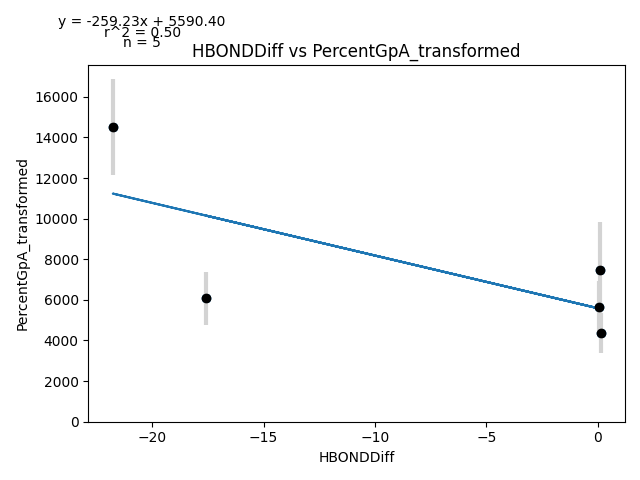 y = -259.23x + 5590.40
r^2 = 0.50
n = 5
HBONDDiff vs PercentGpA_transformed
16000
14000
12000
10000
8000
6000
4000
2000
0
PercentGpA_transformed
−20
−15
−10
−5
0
HBONDDiff